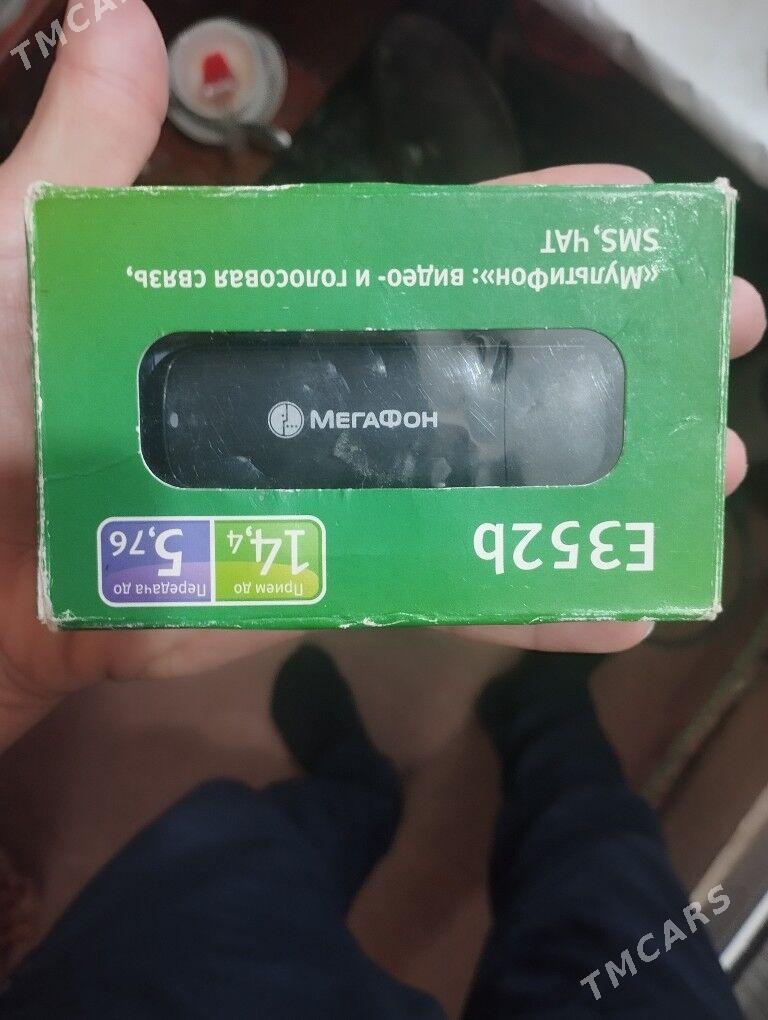 TMCARS
E352b
Прием до
14,4
Передача до
5,76
МЕГАФОН
«МультиФон»: видео- и голосовая связь,
SMS, ЧАТ
TMCARS